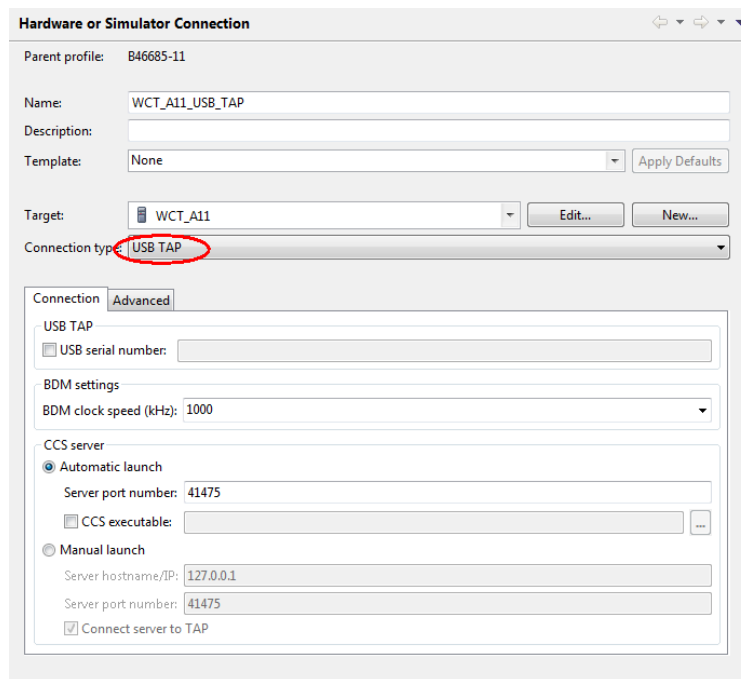 Hardware or Simulator Connection
Parent profile: B46685-11
Name: WCT_A11_USB_TAP
Description:
Template: None Apply Defaults
Target: WCT_A11 Edit... New...
Connection type: USB TAP
Connection Advanced
USB TAP
USB serial number:
BDM settings
BDM clock speed (kHz): 1000
CCS server
Automatic launch
Server port number: 41475
CCS executable: ...
Manual launch
Server hostname/IP: 127.0.0.1
Server port number: 41475
Connect server to TAP